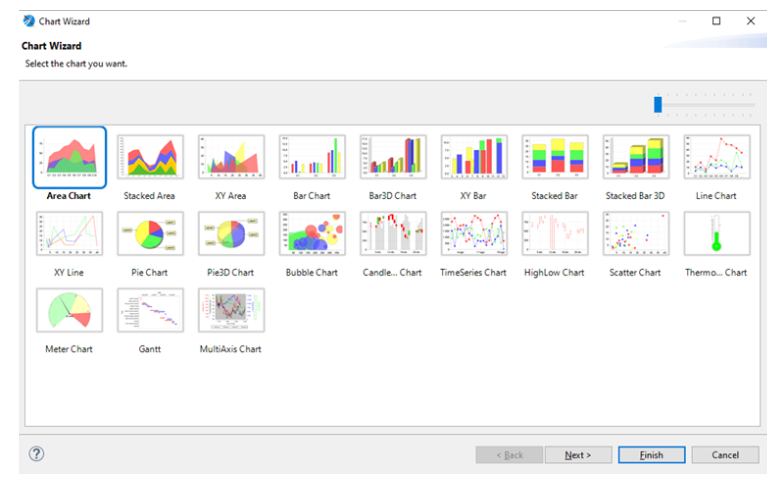 Chart Wizard
Chart Wizard
Select the chart you want.
Area Chart Stacked Area XY Area Bar Chart Bar3D Chart XY Bar Stacked Bar Stacked Bar 3D Line Chart
XY Line Pie Chart Pie3D Chart Bubble Chart Candle... Chart TimeSeries Chart HighLow Chart Scatter Chart Thermo... Chart
Meter Chart Gantt MultiAxis Chart
? < Back Next > Finish Cancel